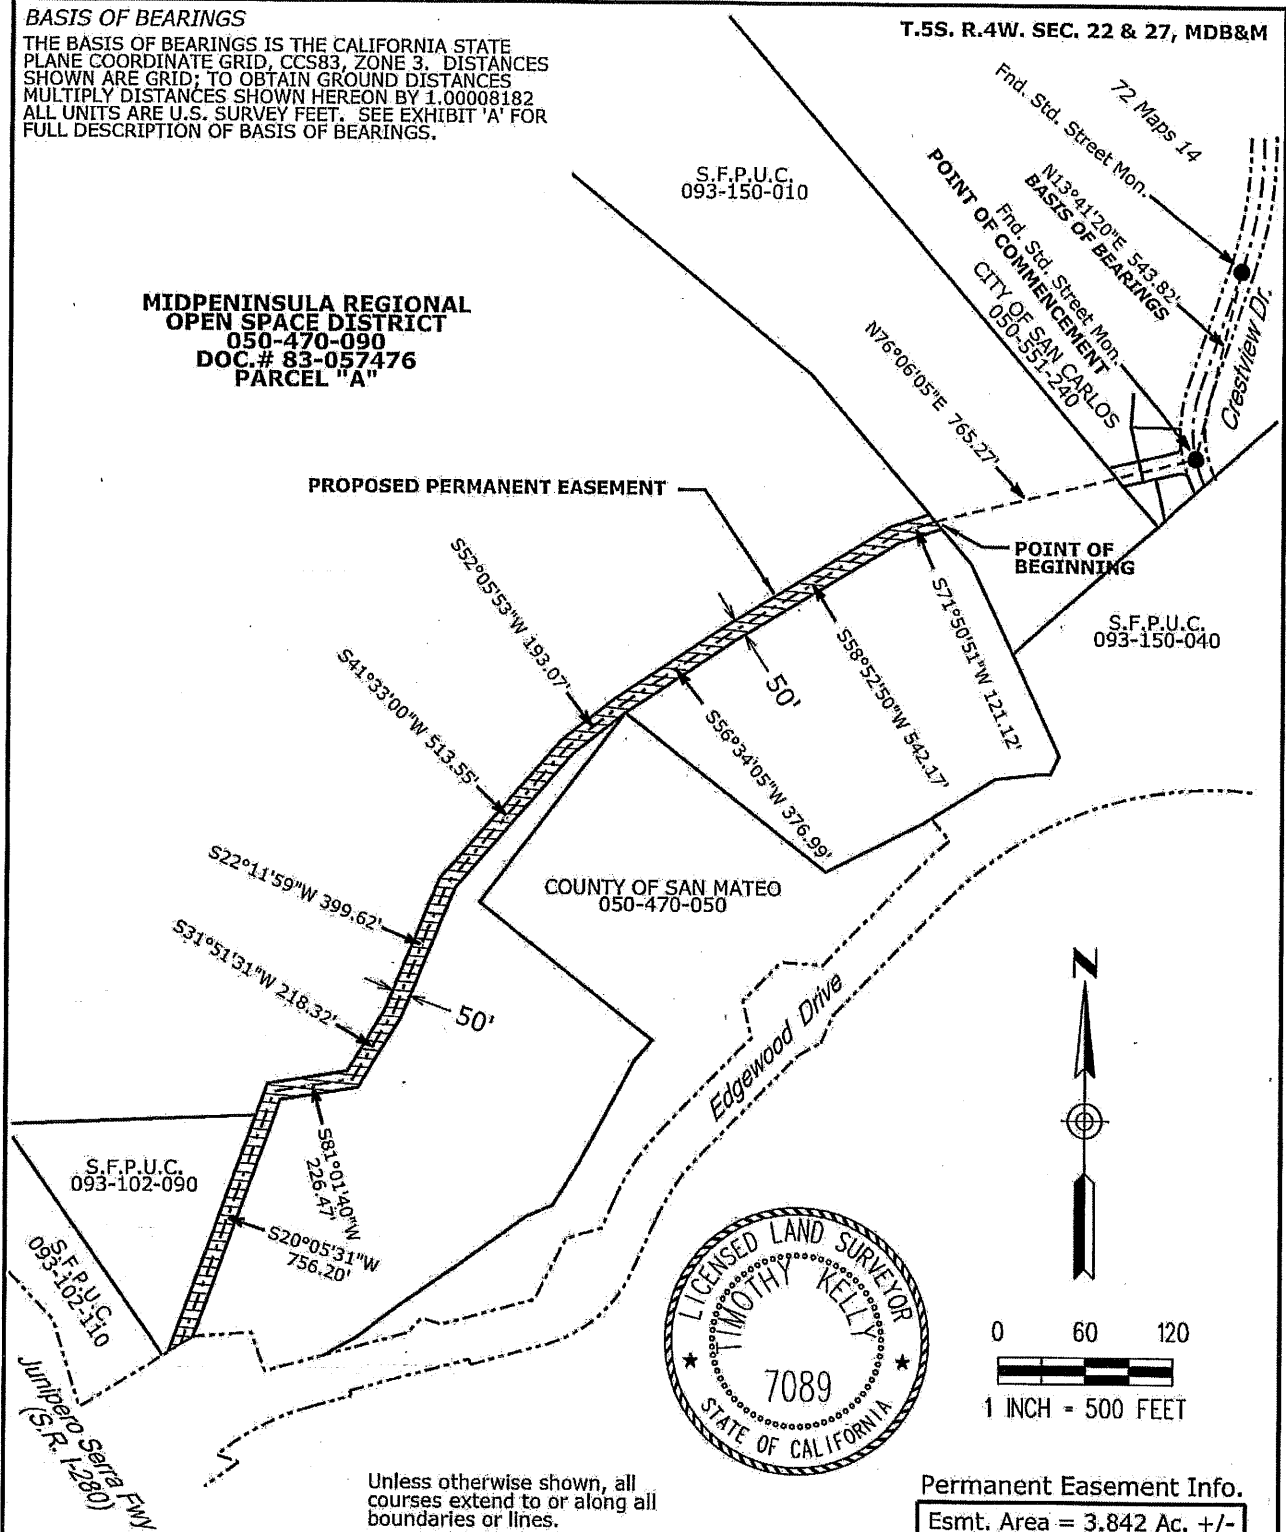 BASIS OF BEARINGS
THE BASIS OF BEARINGS IS THE CALIFORNIA STATE
PLANE COORDINATE GRID, CCS83, ZONE 3. DISTANCES
SHOWN ARE GRID; TO OBTAIN GROUND DISTANCES
MULTIPLY DISTANCES SHOWN HEREON BY 1.00008182
ALL UNITS ARE U.S. SURVEY FEET. SEE EXHIBIT 'A' FOR
FULL DESCRIPTION OF BASIS OF BEARINGS.
T.5S. R.4W. SEC. 22 & 27, MDB&M
72 Maps 14
Fnd. Std. Street Mon.
N13°41'20"E 543.82'
BASIS OF BEARINGS
Fnd. Std. Street Mon.
POINT OF COMMENCEMENT
CITY OF SAN CARLOS
050-551-240
Crestview Dr.
S.F.P.U.C.
093-150-010
MIDPENINSULA REGIONAL
OPEN SPACE DISTRICT
050-470-090
DOC.# 83-057476
PARCEL "A"
N76°06'05"E 765.27'
PROPOSED PERMANENT EASEMENT
POINT OF
BEGINNING
S.F.P.U.C.
093-150-040
S71°50'51"W 121.12'
S58°52'50"W 542.17'
50'
S56°34'05"W 376.99'
S52°05'53"W 193.07'
S41°33'00"W 513.55'
S22°11'59"W 399.62'
S31°51'31"W 218.32'
50'
COUNTY OF SAN MATEO
050-470-050
Edgewood Drive
S81°01'40"W
226.47'
S20°05'31"W
756.20'
S.F.P.U.C.
093-102-090
S.F.P.U.C.
093-102-110
Junipero Serra Fwy
(S.R. I-280)
N
LICENSED LAND SURVEYOR
TIMOTHY KELLY
7089
STATE OF CALIFORNIA
0 60 120
1 INCH = 500 FEET
Unless otherwise shown, all
courses extend to or along all
boundaries or lines.
Permanent Easement Info.
Esmt. Area = 3.842 Ac. +/-